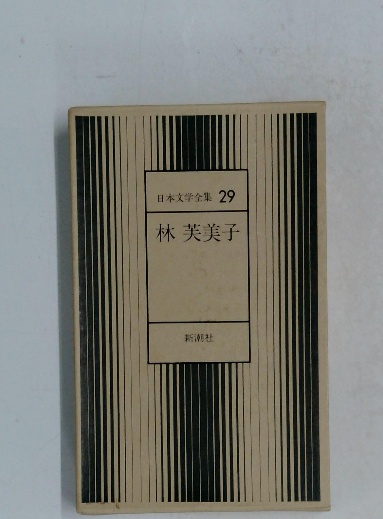 日本文学全集 29
林 芙美子
新潮社